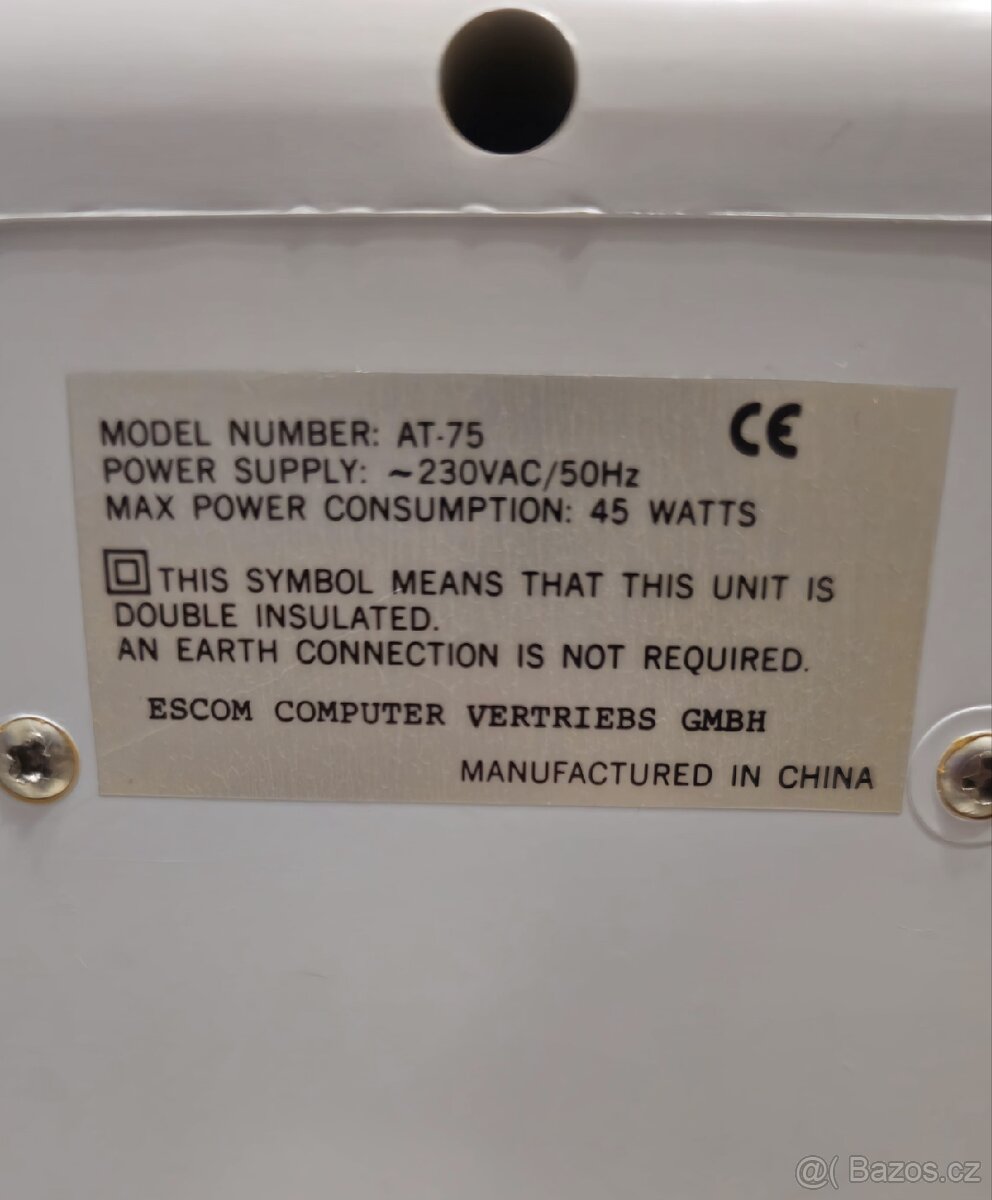 MODEL NUMBER: AT-75
CE
POWER SUPPLY: ~230VAC/50Hz
MAX POWER CONSUMPTION: 45 WATTS
THIS SYMBOL MEANS THAT THIS UNIT IS
DOUBLE INSULATED.
AN EARTH CONNECTION IS NOT REQUIRED.
ESCOM COMPUTER VERTRIEBS GMBH
MANUFACTURED IN CHINA
@( Bazos.cz